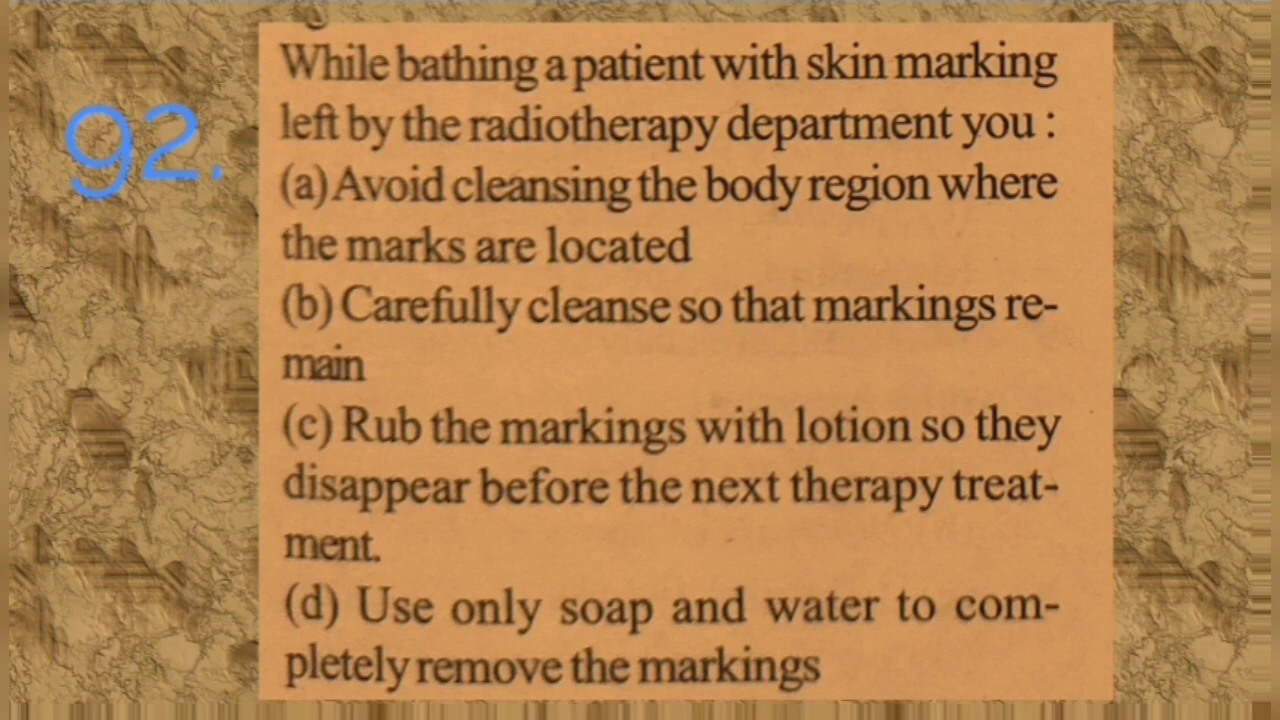 92.
While bathing a patient with skin marking
left by the radiotherapy department you :
(a) Avoid cleansing the body region where
the marks are located
(b) Carefully cleanse so that markings re-
main
(c) Rub the markings with lotion so they
disappear before the next therapy treat-
ment.
(d) Use only soap and water to com-
pletely remove the markings